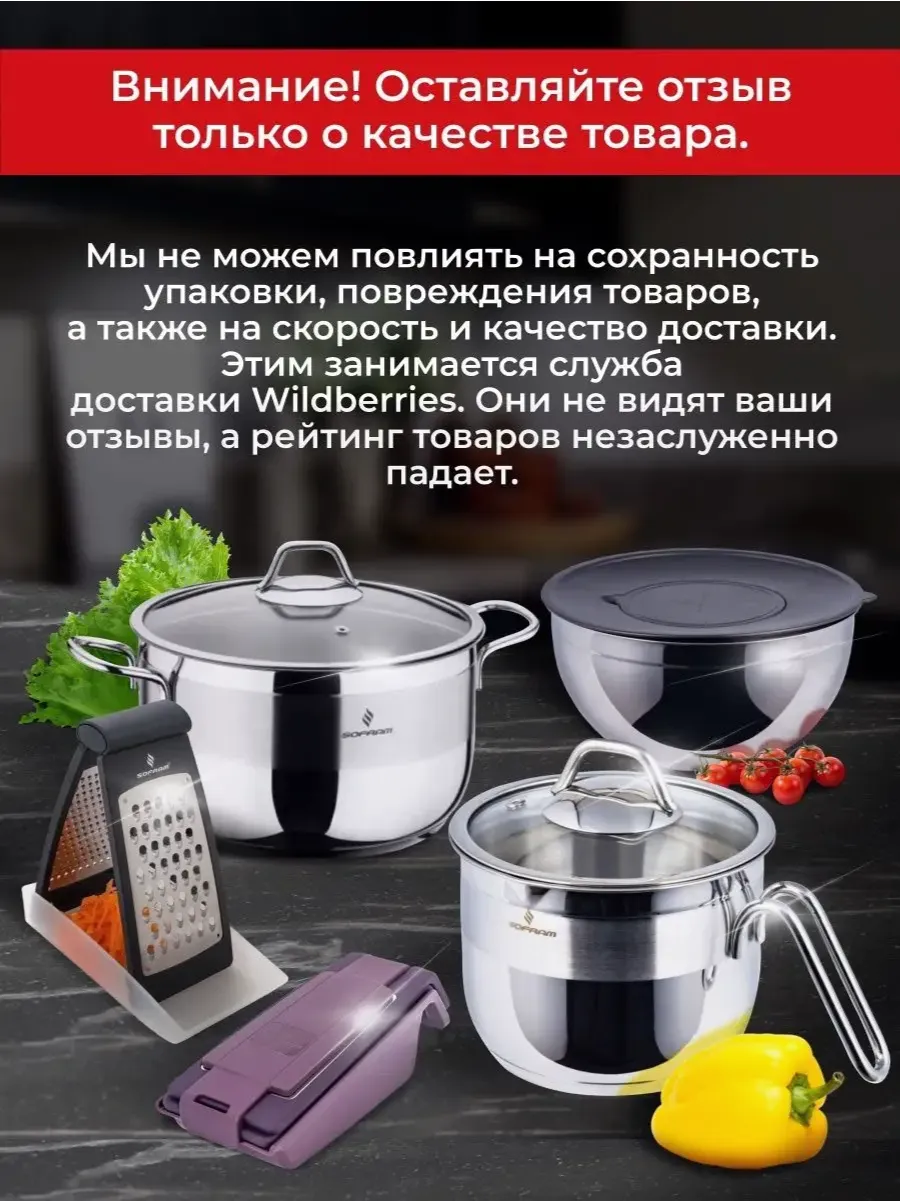 Внимание! Оставляйте отзыв
только о качестве товара.
Мы не можем повлиять на сохранность
упаковки, повреждения товаров,
а также на скорость и качество доставки.
Этим занимается служба
доставки Wildberries. Они не видят ваши
отзывы, а рейтинг товаров незаслуженно
падает.
SOFRAM
SOFRAM
SOFRAM